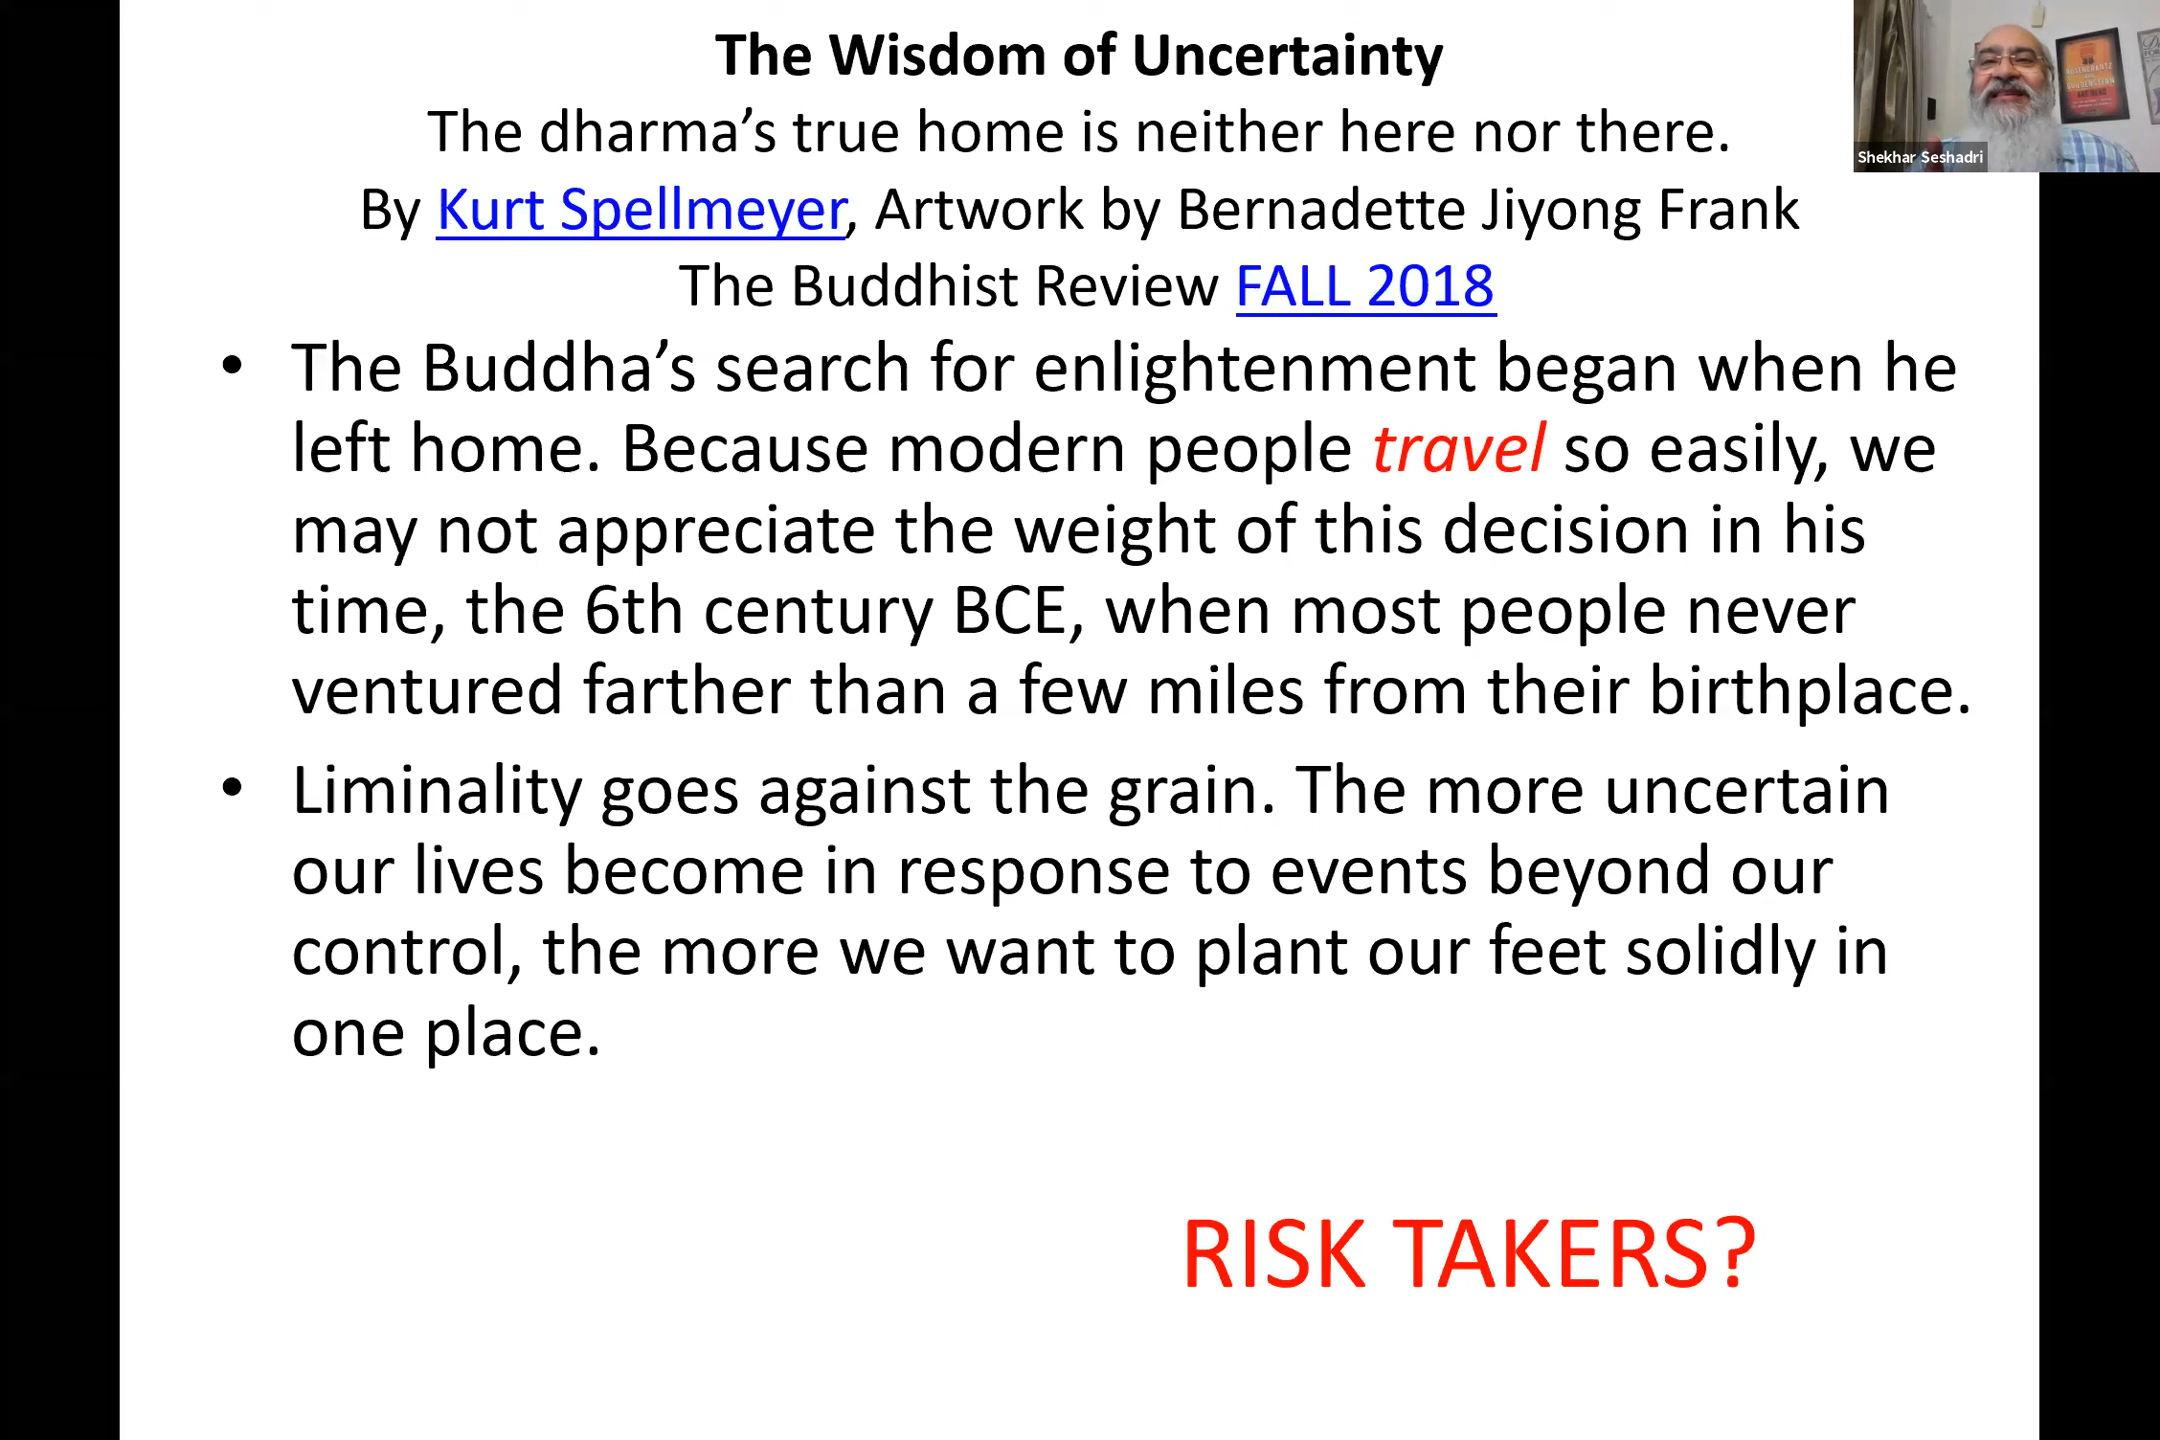 The Wisdom of Uncertainty
The dharma’s true home is neither here nor there.
By Kurt Spellmeyer, Artwork by Bernadette Jiyong Frank
The Buddhist Review FALL 2018
• The Buddha’s search for enlightenment began when he
left home. Because modern people travel so easily, we
may not appreciate the weight of this decision in his
time, the 6th century BCE, when most people never
ventured farther than a few miles from their birthplace.
• Liminality goes against the grain. The more uncertain
our lives become in response to events beyond our
control, the more we want to plant our feet solidly in
one place.
RISK TAKERS?
Shekhar Seshadri